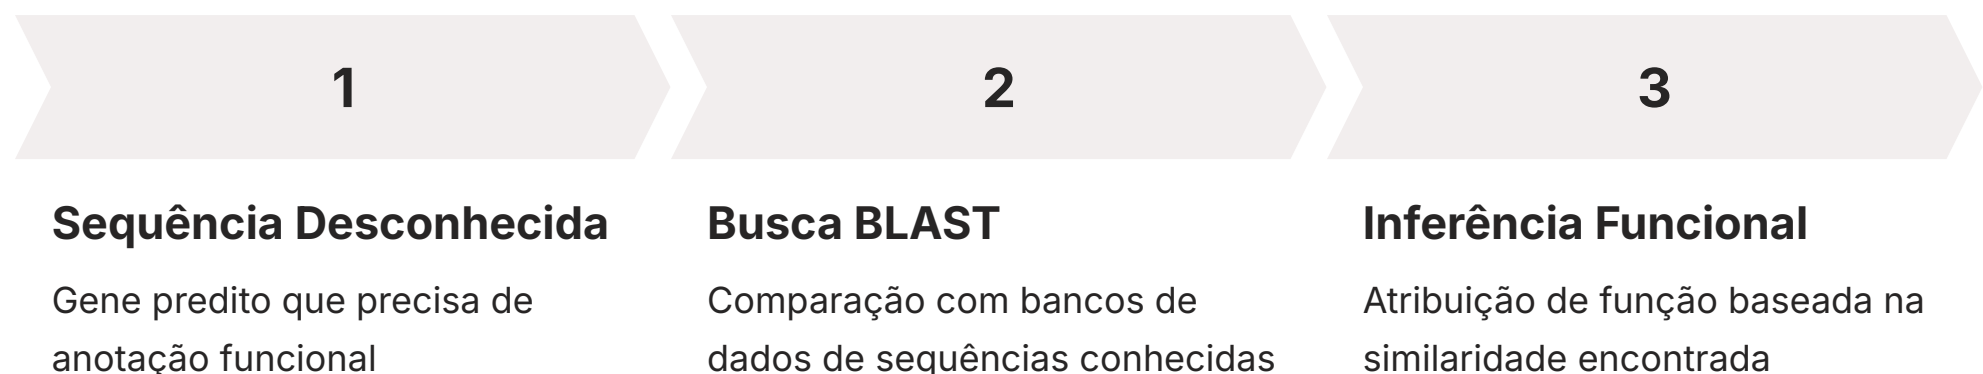 1
Sequência Desconhecida
Gene predito que precisa de
anotação funcional
2
Busca BLAST
Comparação com bancos de
dados de sequências conhecidas
3
Inferência Funcional
Atribuição de função baseada na
similaridade encontrada